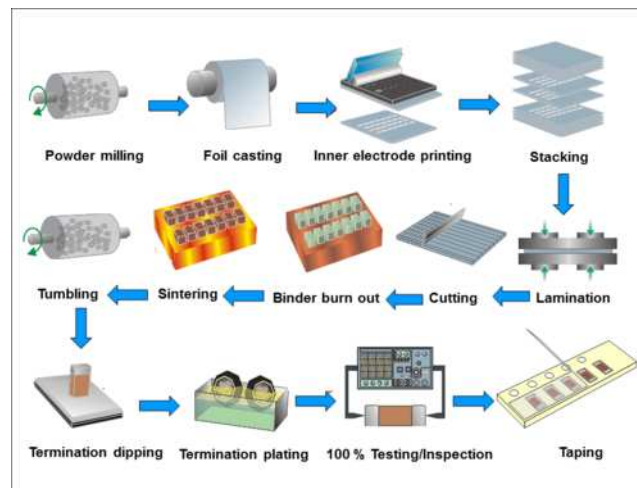 Powder milling
Foil casting
Inner electrode printing
Stacking
Tumbling
Sintering
Binder burn out
Cutting
Lamination
Termination dipping
Termination plating
100 % Testing/Inspection
Taping